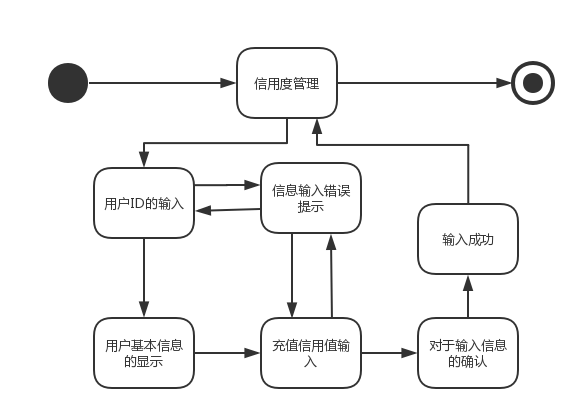 信用度管理
用户ID的输入
信息输入错误
提示
输入成功
用户基本信息
的显示
充值信用值输
入
对于输入信息
的确认